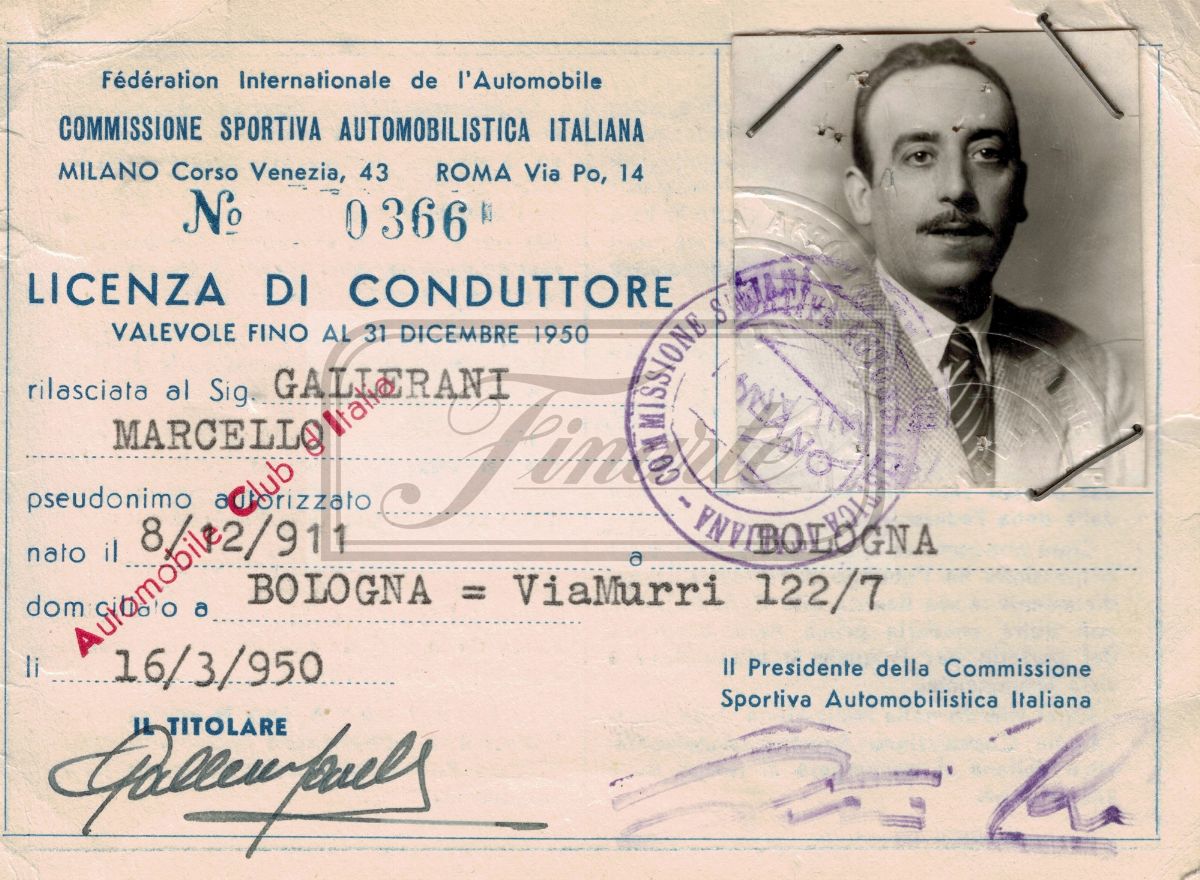 Fédération Internationale de l'Automobile
COMMISSIONE SPORTIVA AUTOMOBILISTICA ITALIANA
MILANO Corso Venezia, 43 ROMA Via Po, 14
No 0366
LICENZA DI CONDUTTORE
VALEVOLE FINO AL 31 DICEMBRE 1950
rilasciata al Sig. GALLERANI
MARCELLO
pseudonimo autorizzato
nato il 8/12/911 a BOLOGNA
domiciliato a BOLOGNA = ViaMurri 122/7
li 16/3/950
Automobile Club d'Italia
Finarte
COMMISSIONE
Il Presidente della Commissione
Sportiva Automobilistica Italiana
IL TITOLARE